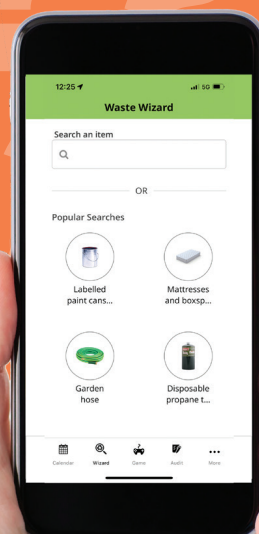 12:25
5G
Waste Wizard
Search an item
OR
Popular Searches
Labelled
paint cans...
Mattresses
and boxsp...
Garden
hose
Disposable
propane t...
Calendar
Wizard
Game
Audit
More